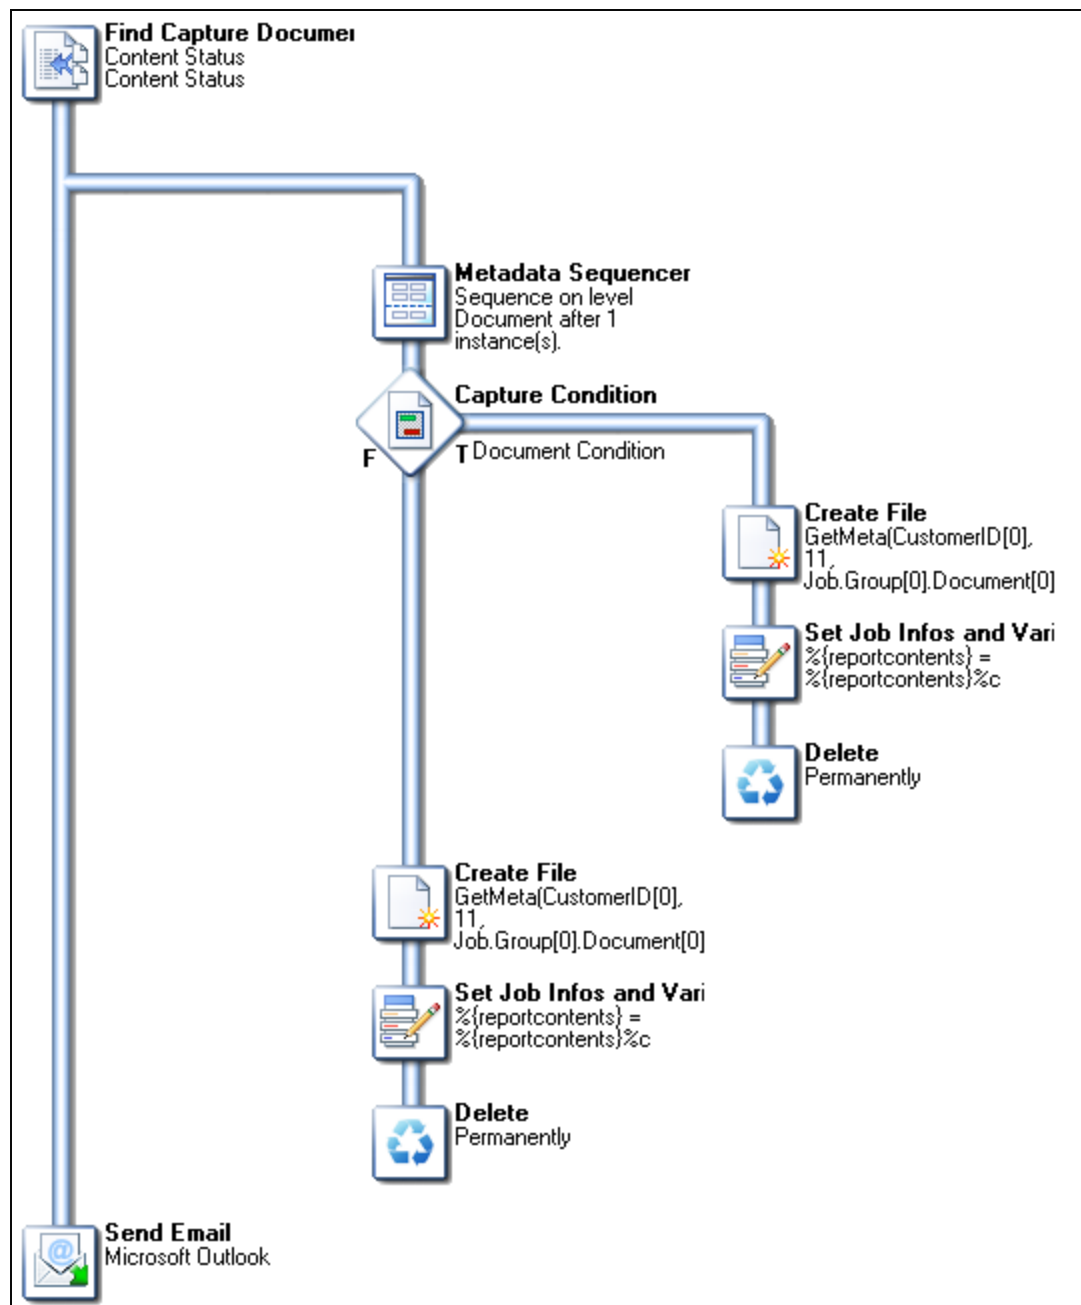 Find Capture Documer
Content Status
Content Status
Metadata Sequencer
Sequence on level
Document after 1
instance(s).
Capture Condition
F
T Document Condition
Create File
GetMeta(CustomerID[0],
11,
Job.Group[0].Document[0]
Set Job Infos and Vari
%{reportcontents} =
%{reportcontents}%c
Delete
Permanently
Create File
GetMeta(CustomerID[0],
11,
Job.Group[0].Document[0]
Set Job Infos and Vari
%{reportcontents} =
%{reportcontents}%c
Delete
Permanently
Send Email
Microsoft Outlook